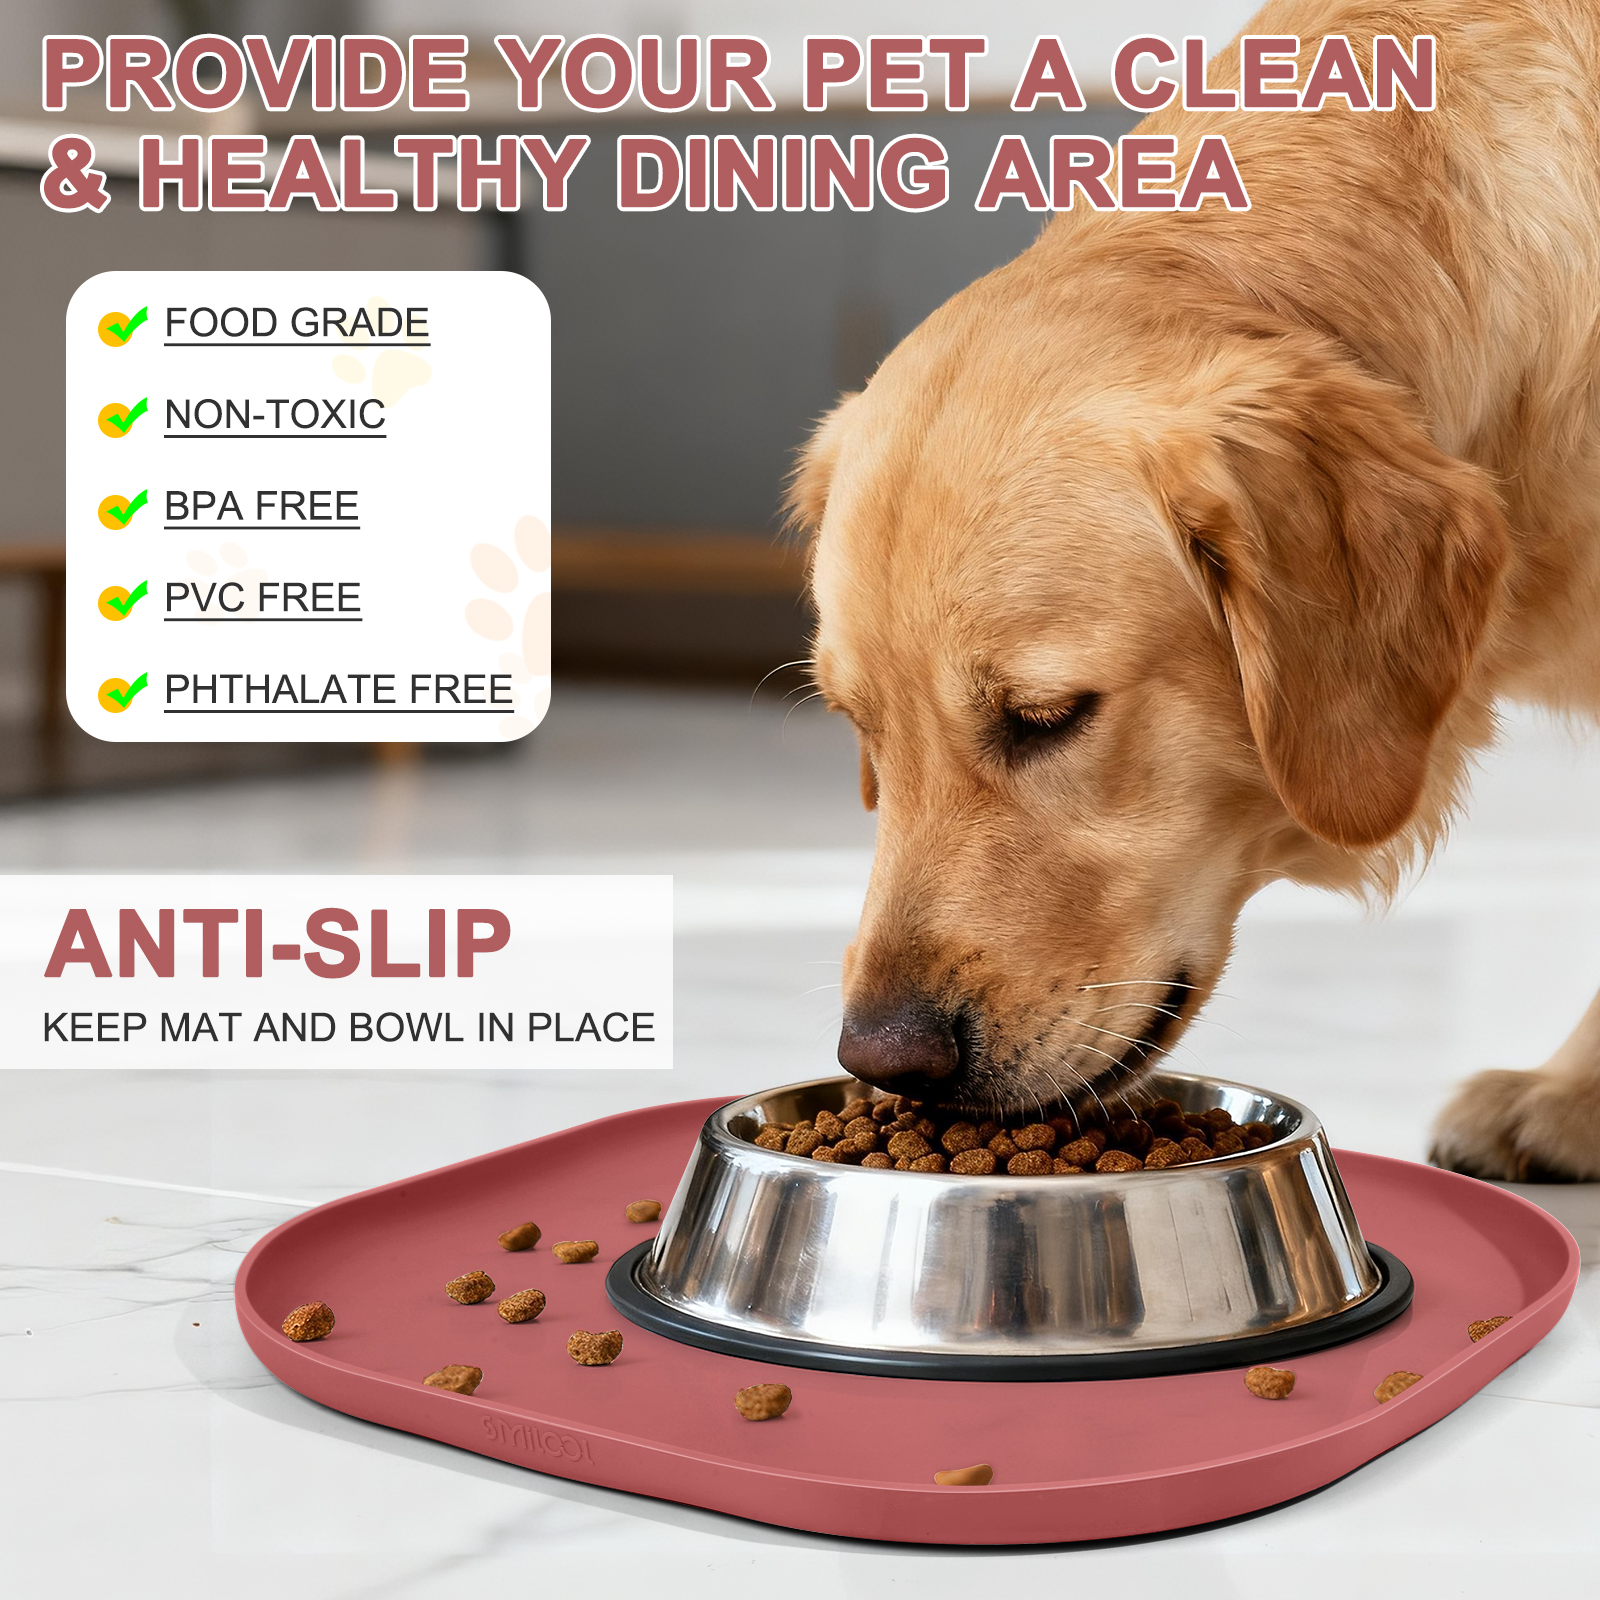 PROVIDE YOUR PET A CLEAN
& HEALTHY DINING AREA
FOOD GRADE
NON-TOXIC
BPA FREE
PVC FREE
PHTHALATE FREE
ANTI-SLIP
KEEP MAT AND BOWL IN PLACE
SMilCOL